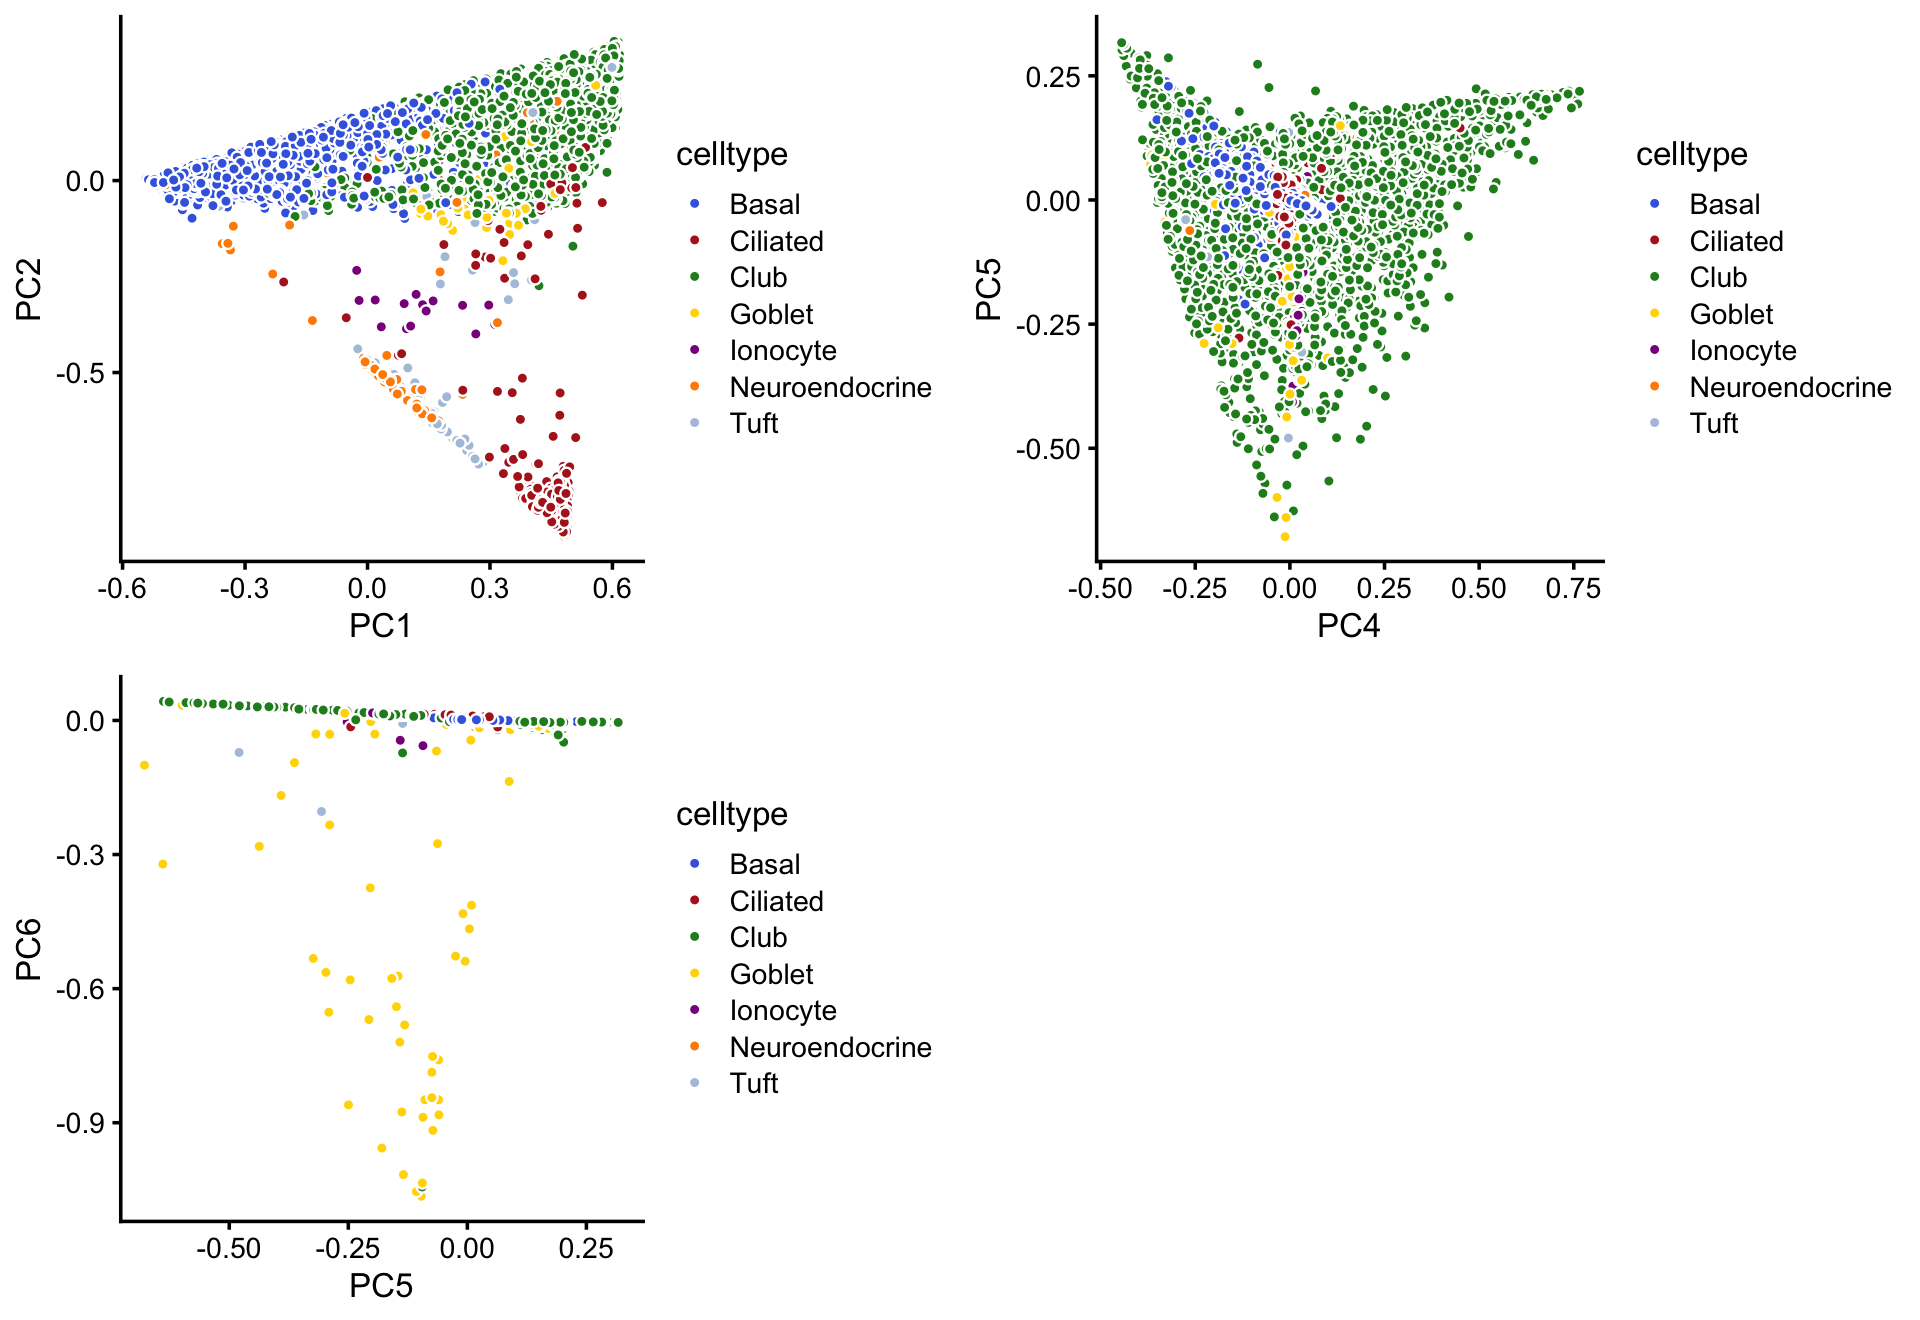 0.0
-0.5
PC2
-0.6 -0.3 0.0 0.3 0.6
PC1
celltype
Basal
Ciliated
Club
Goblet
Ionocyte
Neuroendocrine
Tuft
0.25
0.00
-0.25
-0.50
PC5
-0.50 -0.25 0.00 0.25 0.50 0.75
PC4
celltype
Basal
Ciliated
Club
Goblet
Ionocyte
Neuroendocrine
Tuft
0.0
-0.3
-0.6
-0.9
PC6
-0.50 -0.25 0.00 0.25
PC5
celltype
Basal
Ciliated
Club
Goblet
Ionocyte
Neuroendocrine
Tuft